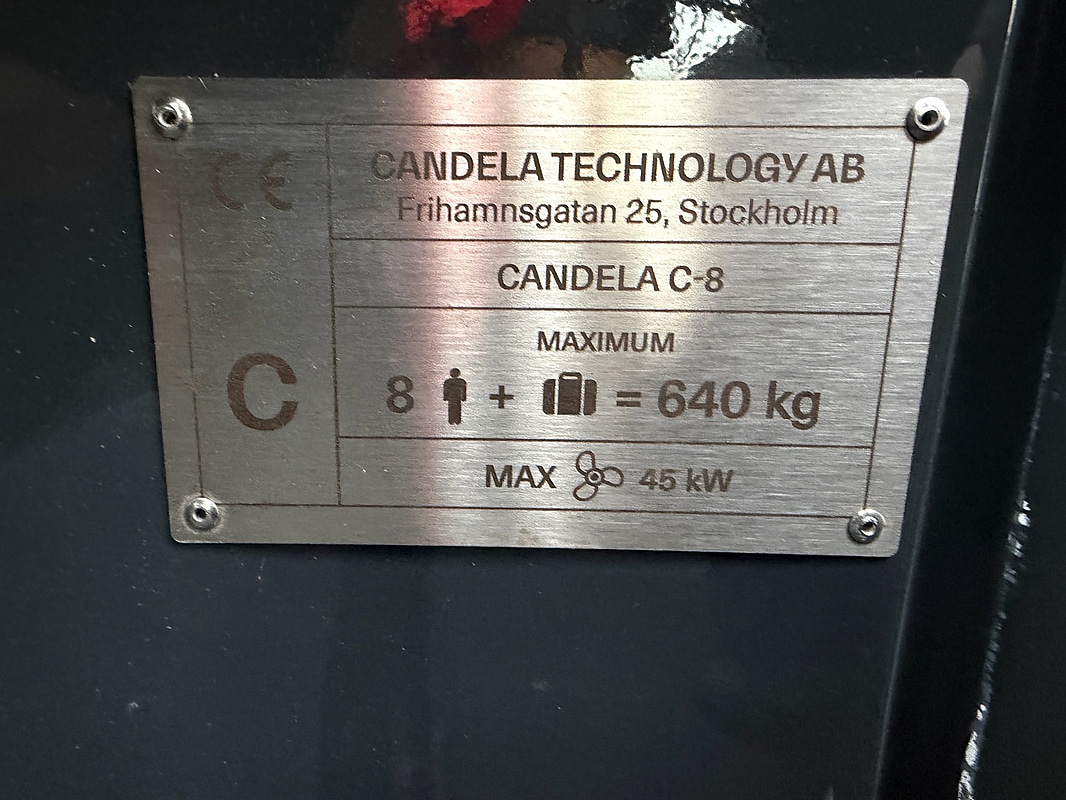 CE
CANDELA TECHNOLOGY AB
Frihamnsgatan 25, Stockholm
CANDELA C-8
C
MAXIMUM
8 + = 640 kg
MAX 45 kW